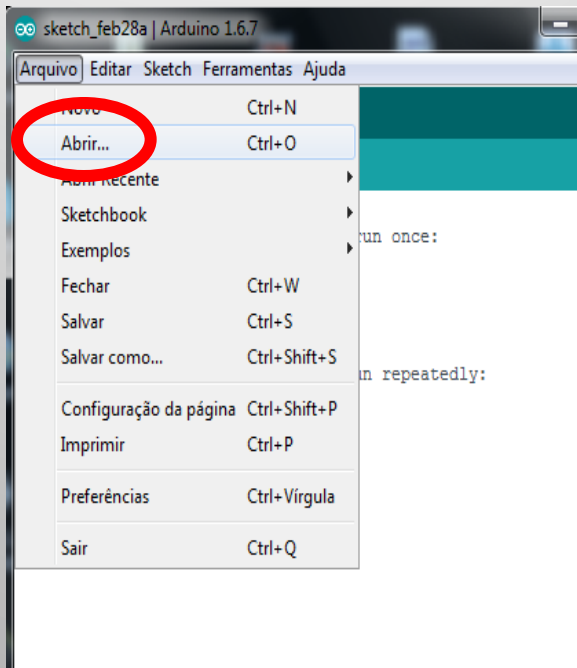 sketch_feb28a | Arduino 1.6.7
Arquivo Editar Sketch Ferramentas Ajuda
Novo Ctrl+N
Abrir... Ctrl+O
Abrir Recente
Sketchbook
Exemplos
Fechar Ctrl+W
Salvar Ctrl+S
Salvar como... Ctrl+Shift+S
Configuração da página Ctrl+Shift+P
Imprimir Ctrl+P
Preferências Ctrl+Vírgula
Sair Ctrl+Q
run once:
repeatedly: